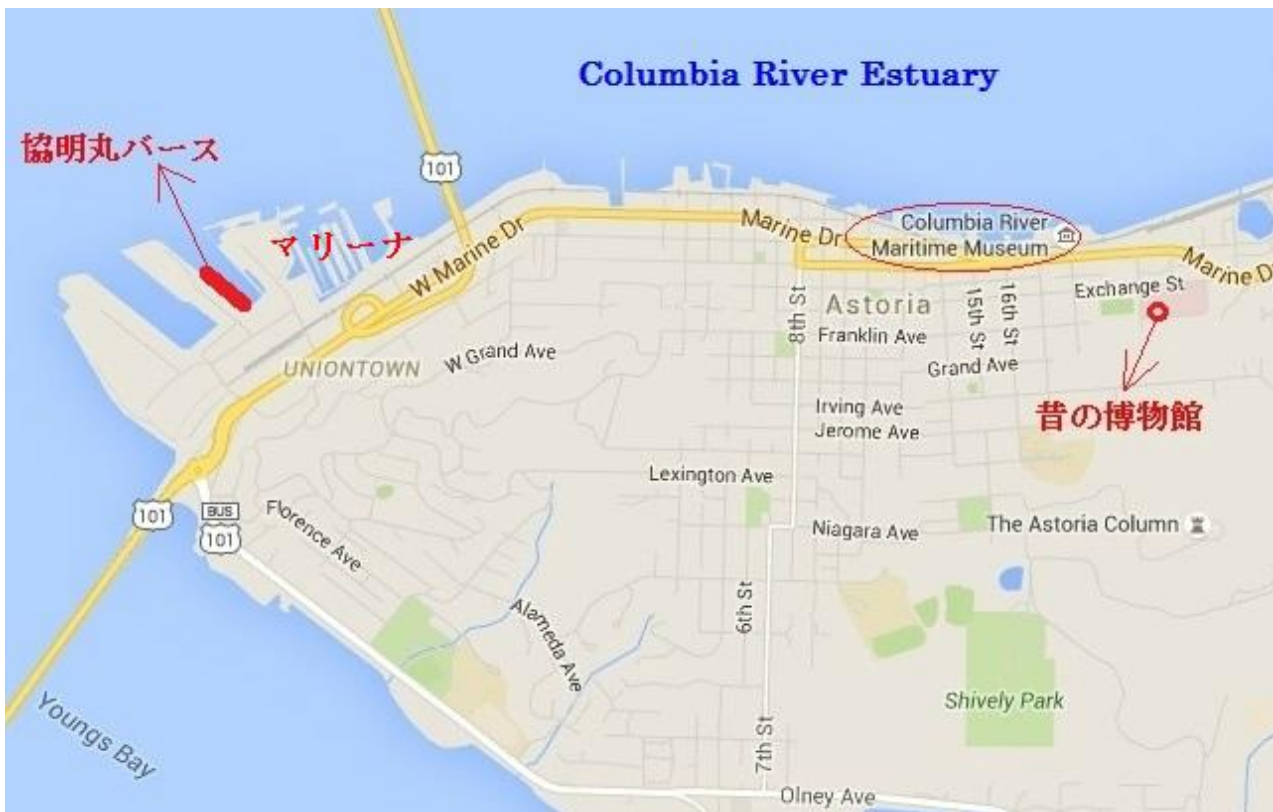 Columbia River Estuary
協明丸バース
101
マリーナ
W Marine Dr
Marine Dr
Columbia River
Maritime Museum
Marine Dr
Exchange St
8th St
Astoria
15th St
16th St
Franklin Ave
Grand Ave
W Grand Ave
UNIONTOWN
昔の博物館
Irving Ave
Jerome Ave
Lexington Ave
101
BUS
101
Florence Ave
Niagara Ave
The Astoria Column
Alameda Ave
6th St
7th St
Shively Park
Youngs Bay
Olney Ave